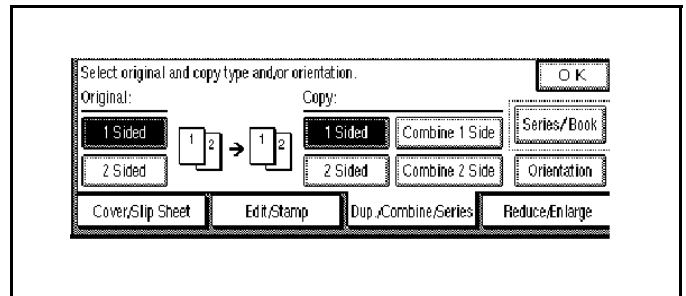 Select original and copy type and/or orientation.
O K
Original:
Copy:
1 Sided
1 2
1 2
1 Sided
Combine 1 Side
Series/Book
2 Sided
2 Sided
Combine 2 Side
Orientation
Cover/Slip Sheet
Edit/Stamp
Dup./Combine/Series
Reduce/Enlarge